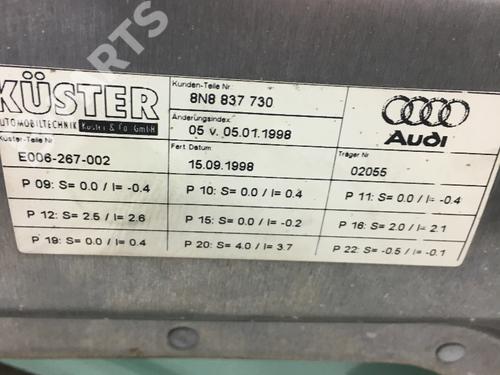 B-PARTS
KÜSTER
AUTOMOBILTECHNIK Küster & Co. GmbH
Kunden-Teile Nr.
8N8 837 730
Änderungsindex
05 v. 05.01.1998
Audi
Küster-Teile Nr.
E006-267-002
Fert. Datum
15.09.1998
Träger Nr
02055
P 09: S= 0.0 / I= -0.4
P 10: S= 0.0 / I= 0.4
P 11: S= 0.0 / I= -0.4
P 12: S= 2.5 / I= 2.6
P 15: S= 0.0 / I= -0.2
P 16: S= 2.0 / I= 2.1
P 19: S= 0.0 / I= 0.4
P 20: S= 4.0 / I= 3.7
P 22: S= -0.5 / I= -0.1